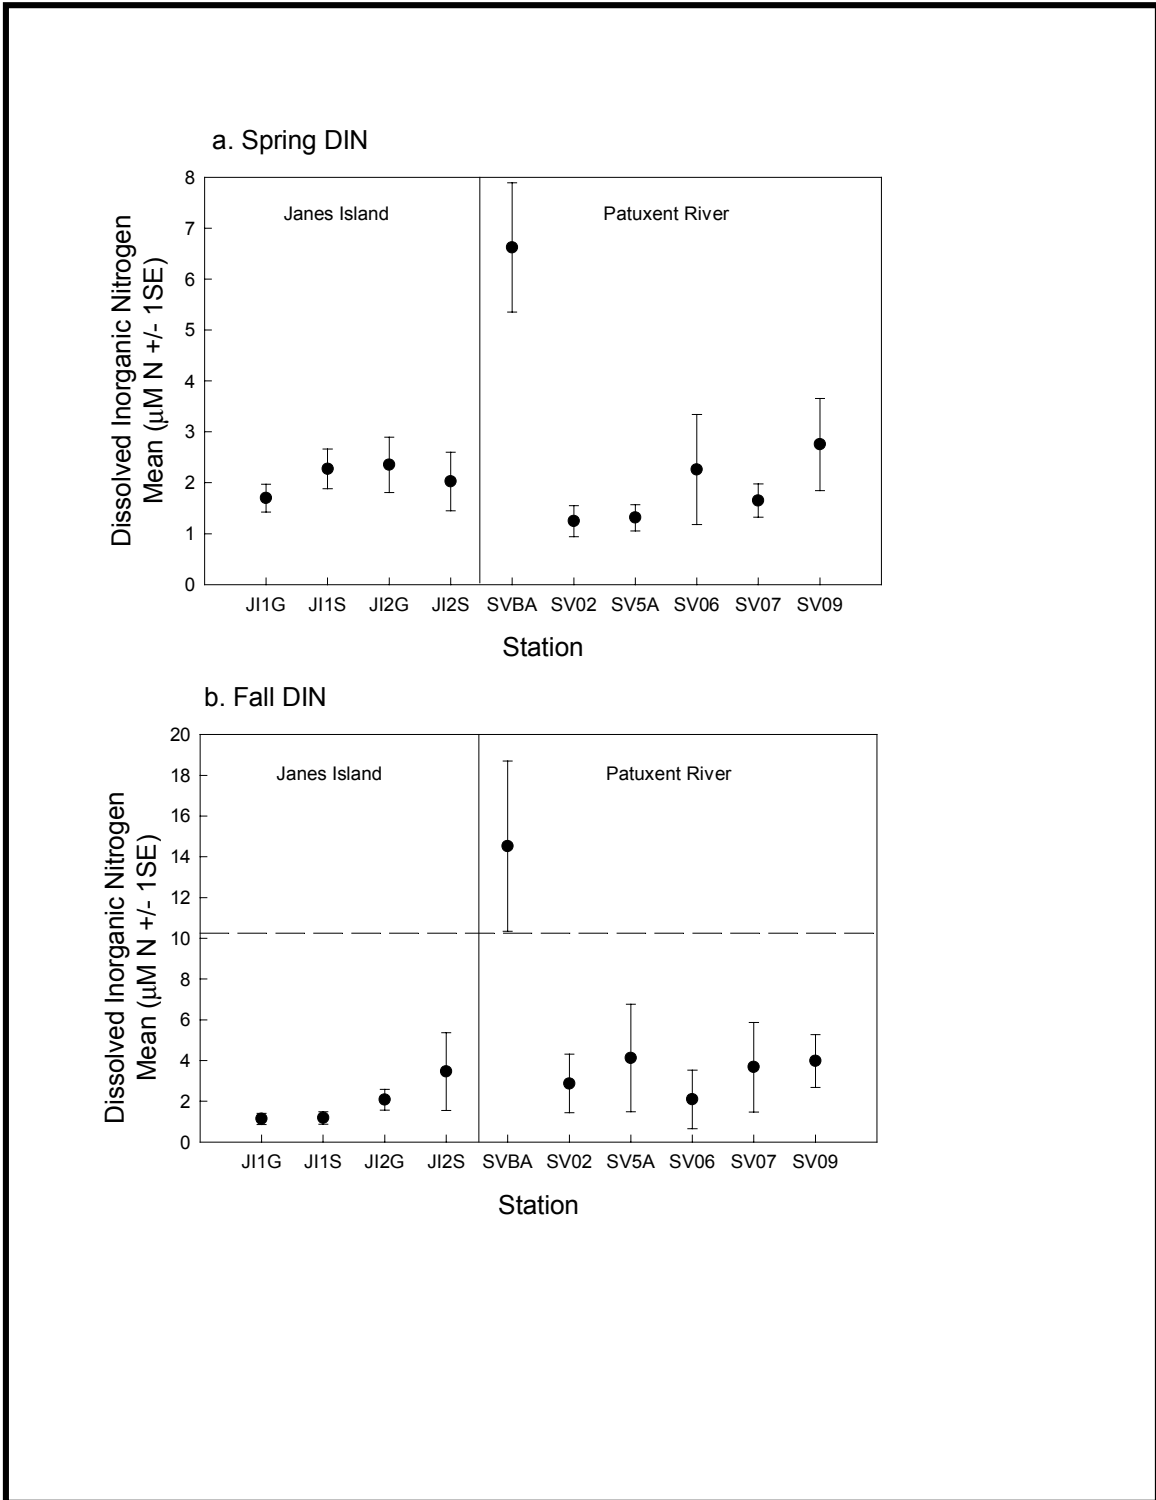 a. Spring DIN
Dissolved Inorganic Nitrogen
Mean (μM N +/- 1SE)
8
7
6
5
4
3
2
1
0
Janes Island
Patuxent River
JI1G JI1S JI2G JI2S SVBA SV02 SV5A SV06 SV07 SV09
Station
b. Fall DIN
Dissolved Inorganic Nitrogen
Mean (μM N +/- 1SE)
20
18
16
14
12
10
8
6
4
2
0
Janes Island
Patuxent River
JI1G JI1S JI2G JI2S SVBA SV02 SV5A SV06 SV07 SV09
Station